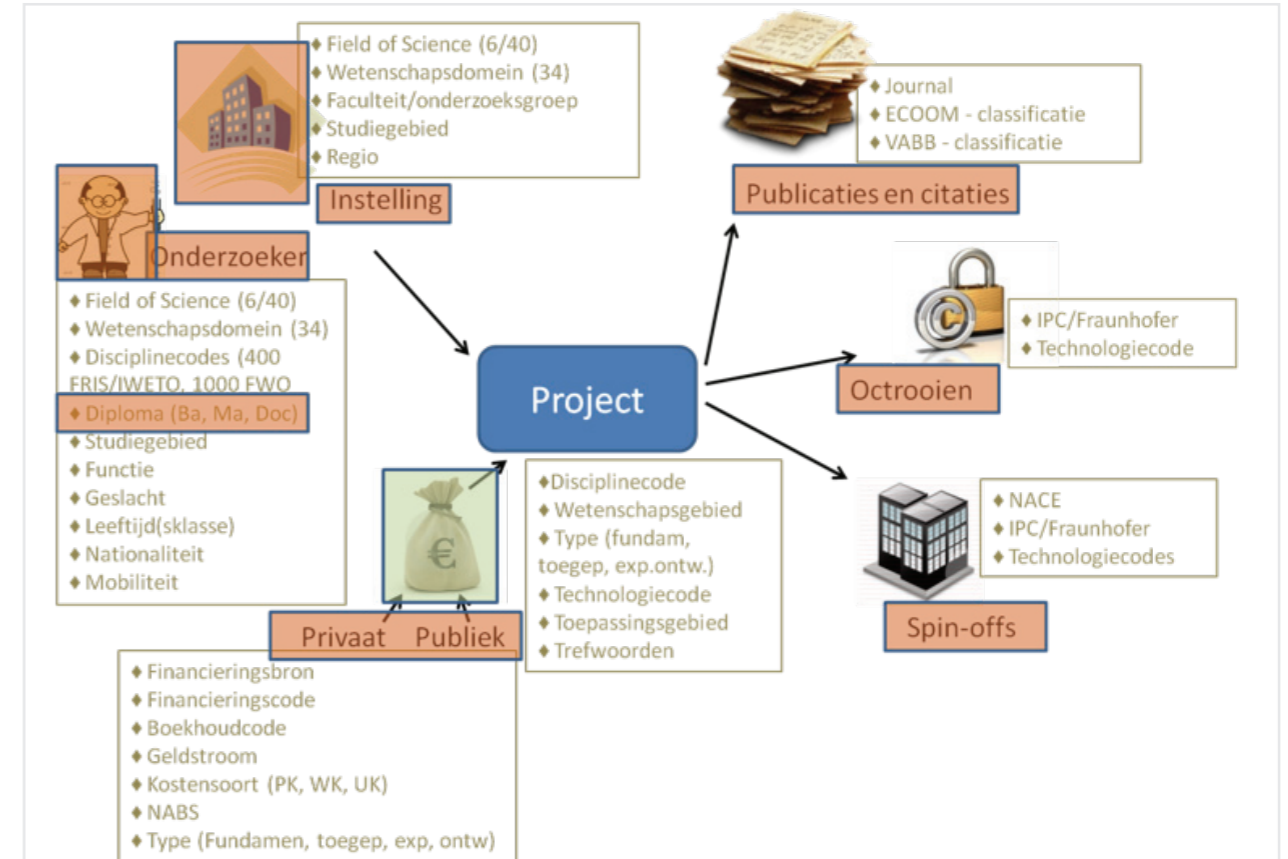 ♦ Field of Science (6/40)
♦ Wetenschapsdomein (34)
♦ Faculteit/onderzoeksgroep
♦ Studiegebied
♦ Regio
Instelling
Onderzoeker
♦ Field of Science (6/40)
♦ Wetenschapsdomein (34)
♦ Disciplinecodes (400
FRIS/IWETO, 1000 FWO
♦ Diploma (Ba, Ma, Doc)
♦ Studiegebied
♦ Functie
♦ Geslacht
♦ Leeftijd(sklasse)
♦ Nationaliteit
♦ Mobiliteit
€
Privaat Publiek
♦ Financieringsbron
♦ Financieringscode
♦ Boekhoudcode
♦ Geldstroom
♦ Kostensoort (PK, WK, UK)
♦ NABS
♦ Type (Fundamen, toegep, exp, ontw)
Project
♦Disciplinecode
♦ Wetenschapsgebied
♦ Type (fundam,
toegep, exp.ontw.)
♦ Technologiecode
♦ Toepassingsgebied
♦ Trefwoorden
♦ Journal
♦ ECOOM - classificatie
♦ VABB - classificatie
Publicaties en citaties
©
♦ IPC/Fraunhofer
♦ Technologiecode
Octrooien
♦ NACE
♦ IPC/Fraunhofer
♦ Technologiecodes
Spin-offs